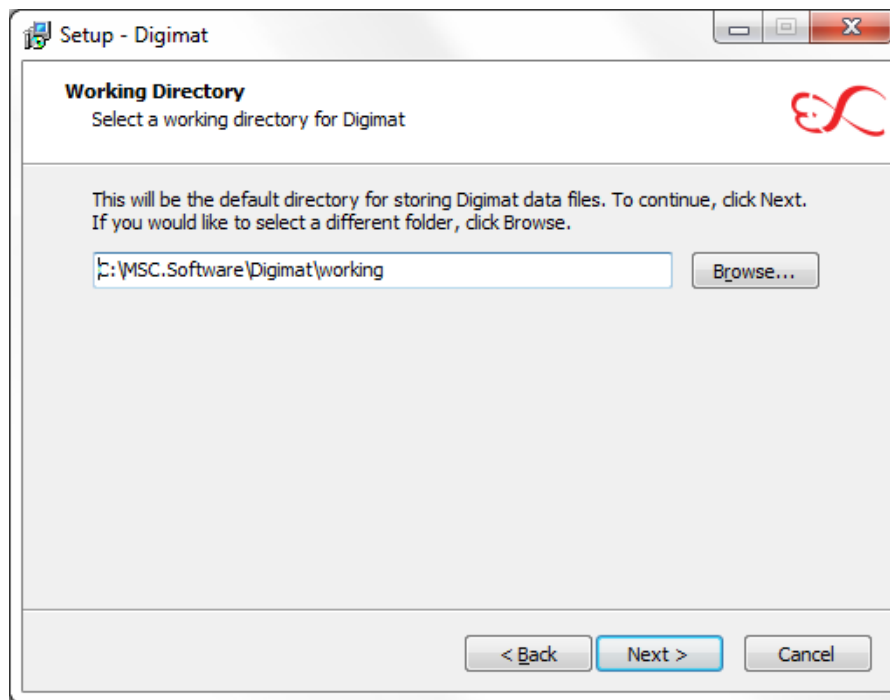 Setup - Digimat
Working Directory
Select a working directory for Digimat
This will be the default directory for storing Digimat data files. To continue, click Next.
If you would like to select a different folder, click Browse.
C:\MSC.Software\Digimat\working
Browse...
< Back
Next >
Cancel